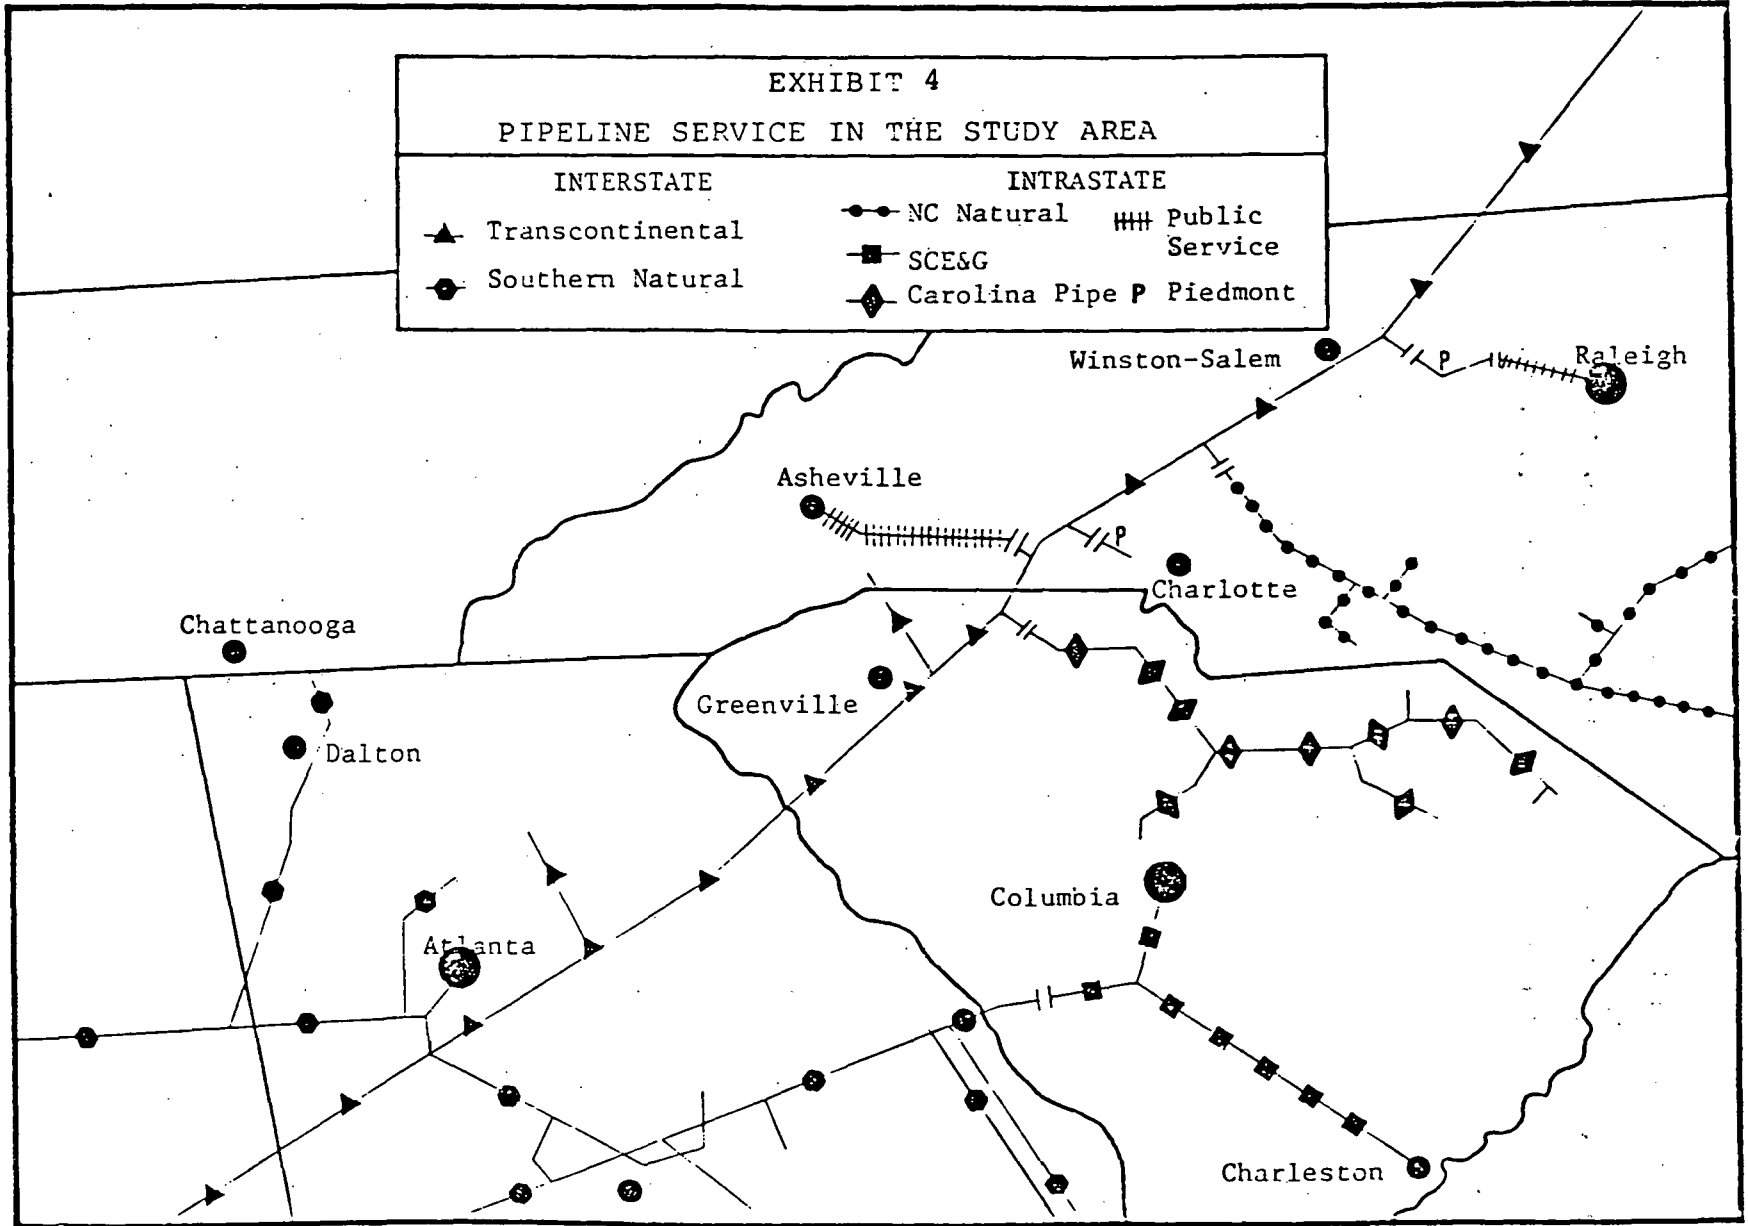 EXHIBIT 4
PIPELINE SERVICE IN THE STUDY AREA
INTERSTATE
Transcontinental
Southern Natural
INTRASTATE
NC Natural
SCE&G
Carolina Pipe
Public
Service
P Piedmont
Winston-Salem
P
Raleigh
Asheville
P
Charlotte
Chattanooga
Greenville
Dalton
Columbia
Atlanta
Charleston